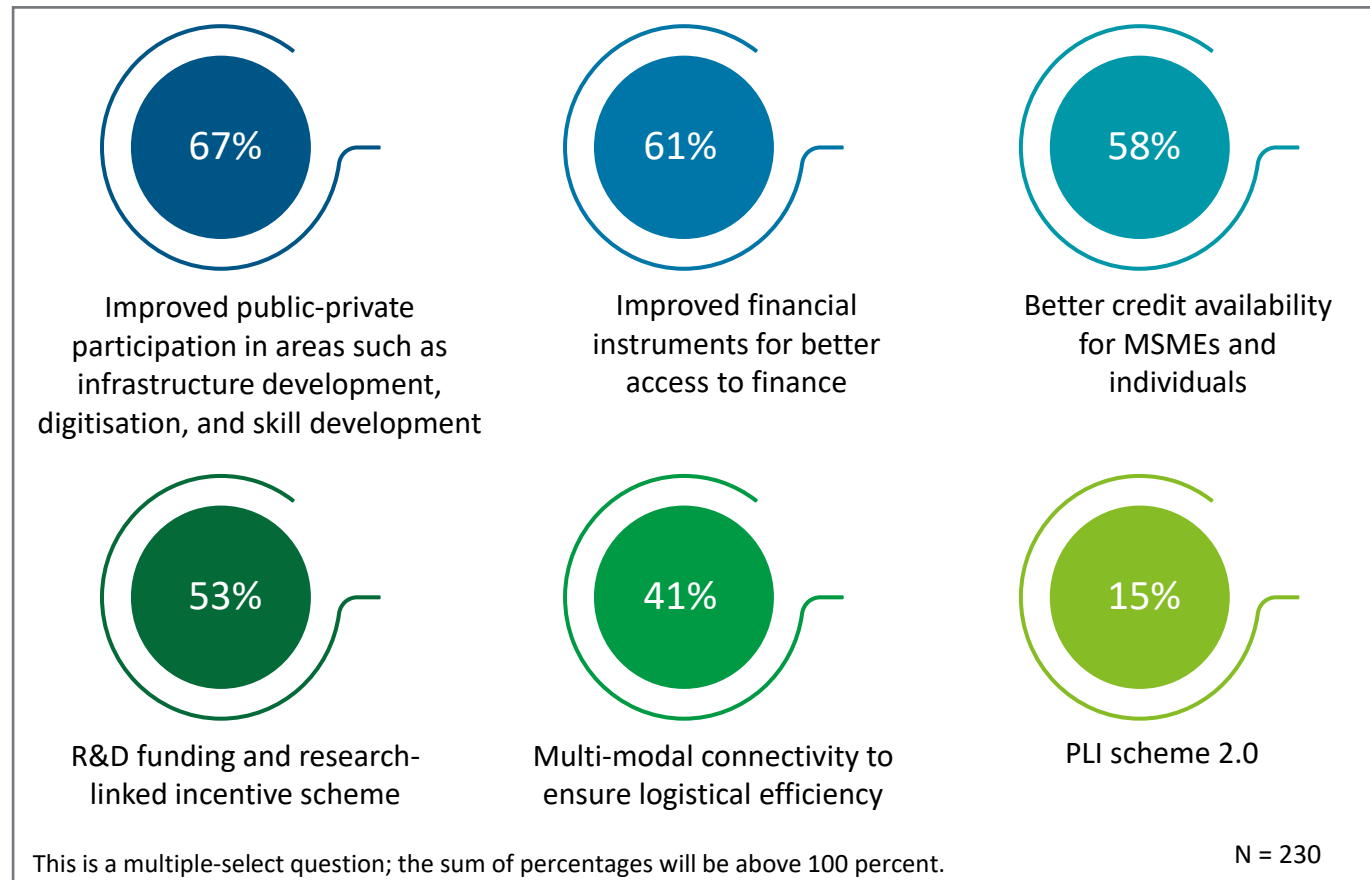 67%
61%
58%
Improved public-private
participation in areas such as
infrastructure development,
digitisation, and skill development
Improved financial
instruments for better
access to finance
Better credit availability
for MSMEs and
individuals
53%
41%
15%
R&D funding and research-
linked incentive scheme
Multi-modal connectivity to
ensure logistical efficiency
PLI scheme 2.0
This is a multiple-select question; the sum of percentages will be above 100 percent.
N = 230